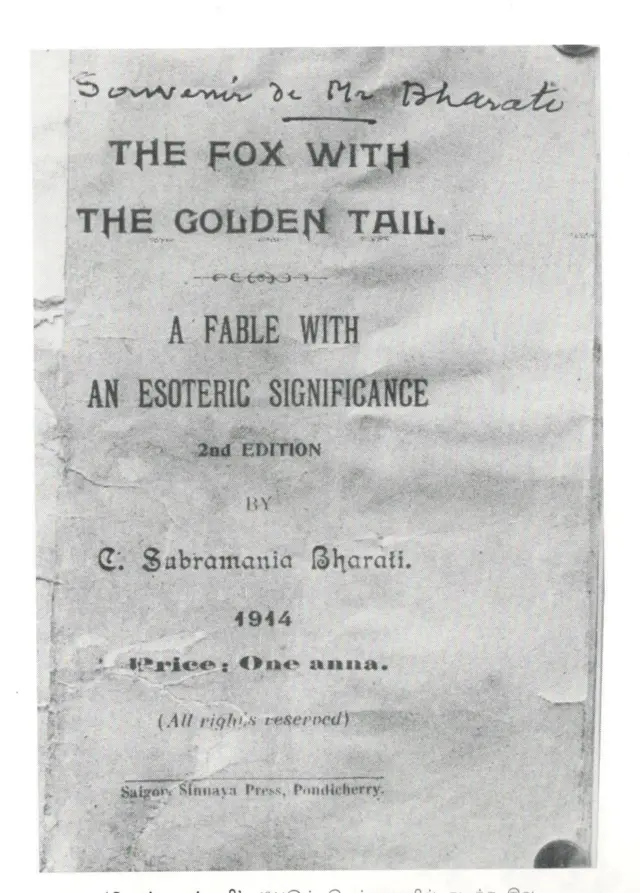 Souvenir de Mr Bharati
THE FOX WITH
THE GOLDEN TAIL.
A FABLE WITH
AN ESOTERIC SIGNIFICANCE
2nd EDITION
BY
C. Subramania Bharati.
1914
Price: One anna.
(All rights reserved)
Saigon Sinnaya Press, Pondicherry.